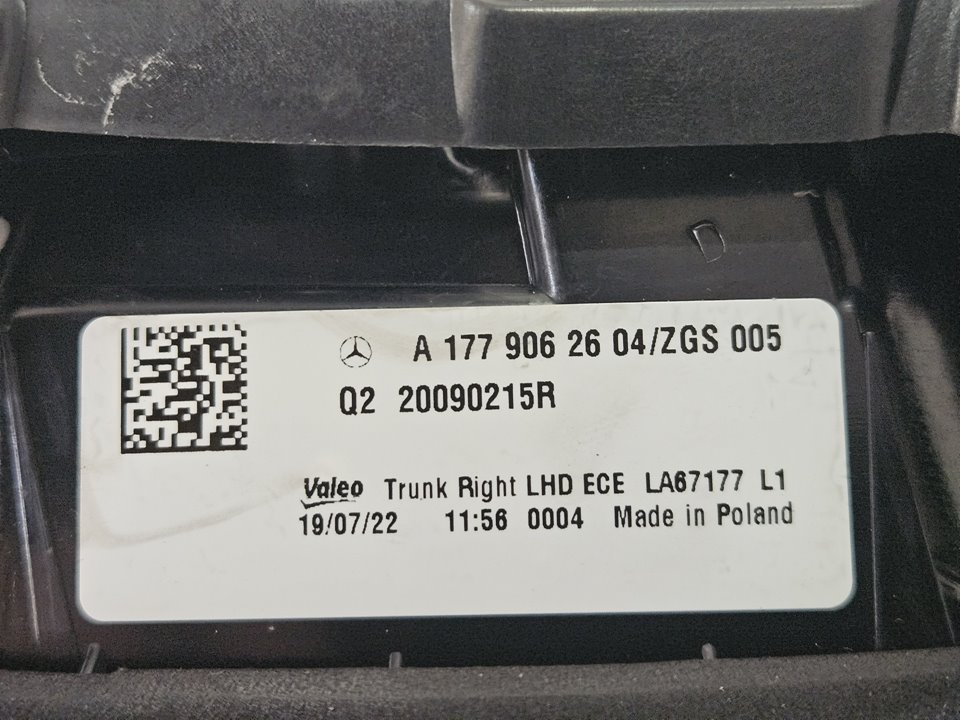 D
A 177 906 26 04/ZGS 005
Q2 20090215R
Valeo Trunk Right LHD ECE LA67177 L1
19/07/22 11:56 0004 Made in Poland